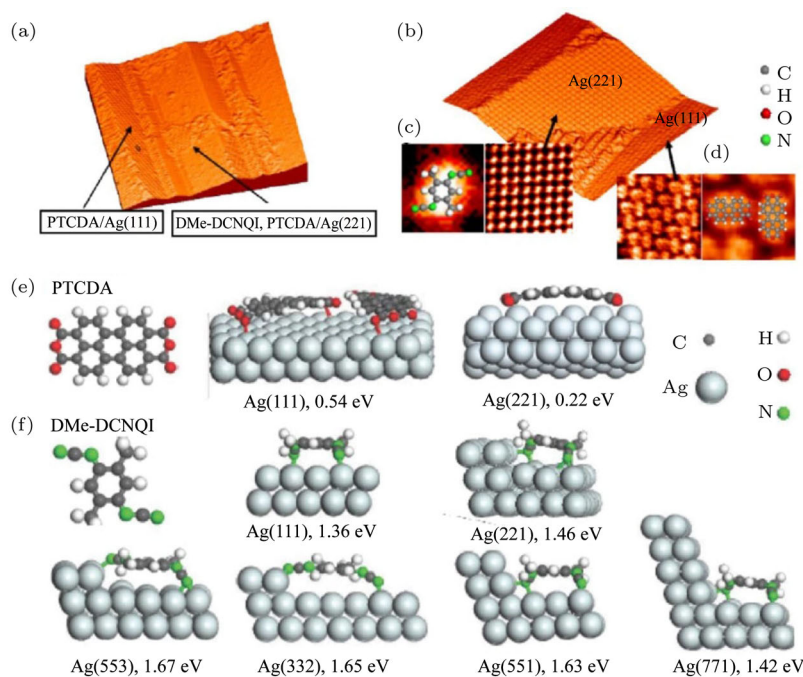 (a)
(b)
Ag(221)
Ag(111)
C
H
O
N
(c)
(d)
PTCDA/Ag(111)
DMe-DCNQI, PTCDA/Ag(221)
(e) PTCDA
Ag(111), 0.54 eV
Ag(221), 0.22 eV
C
H
Ag
O
N
(f) DMe-DCNQI
Ag(111), 1.36 eV
Ag(221), 1.46 eV
Ag(553), 1.67 eV
Ag(332), 1.65 eV
Ag(551), 1.63 eV
Ag(771), 1.42 eV